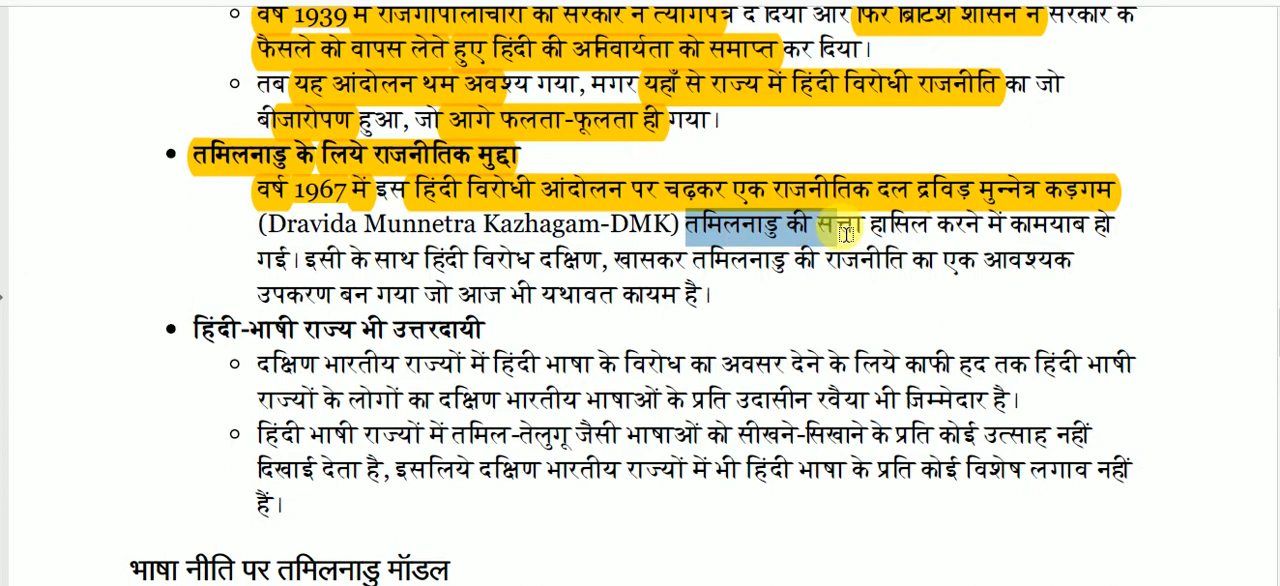 वर्ष 1939 में राजगोपालाचारी की सरकार ने त्यागपत्र दे दिया और फिर ब्रिटिश शासन ने सरकार के
फैसले को वापस लेते हुए हिंदी की अनिवार्यता को समाप्त कर दिया।
तब यह आंदोलन थम अवश्य गया, मगर यहाँ से राज्य में हिंदी विरोधी राजनीति का जो
बीजारोपण हुआ, जो आगे फलता-फूलता ही गया।
तमिलनाडु के लिये राजनीतिक मुद्दा
वर्ष 1967 में इस हिंदी विरोधी आंदोलन पर चढ़कर एक राजनीतिक दल द्रविड़ मुन्नेत्र कड़गम
(Dravida Munnetra Kazhagam-DMK) तमिलनाडु की सत्ता हासिल करने में कामयाब हो
गई। इसी के साथ हिंदी विरोध दक्षिण, खासकर तमिलनाडु की राजनीति का एक आवश्यक
उपकरण बन गया जो आज भी यथावत कायम है।
हिंदी-भाषी राज्य भी उत्तरदायी
दक्षिण भारतीय राज्यों में हिंदी भाषा के विरोध का अवसर देने के लिये काफी हद तक हिंदी भाषी
राज्यों के लोगों का दक्षिण भारतीय भाषाओं के प्रति उदासीन रवैया भी जिम्मेदार है।
हिंदी भाषी राज्यों में तमिल-तेलुगू जैसी भाषाओं को सीखने-सिखाने के प्रति कोई उत्साह नहीं
दिखाई देता है, इसलिये दक्षिण भारतीय राज्यों में भी हिंदी भाषा के प्रति कोई विशेष लगाव नहीं
हैं।
भाषा नीति पर तमिलनाडु मॉडल